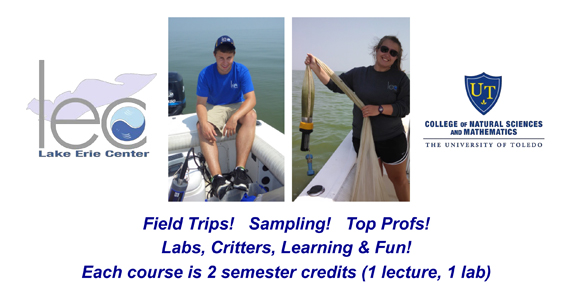 lec
Lake Erie Center
UT
COLLEGE OF NATURAL SCIENCES
AND MATHEMATICS
THE UNIVERSITY OF TOLEDO
Field Trips! Sampling! Top Profs!
Labs, Critters, Learning & Fun!
Each course is 2 semester credits (1 lecture, 1 lab)